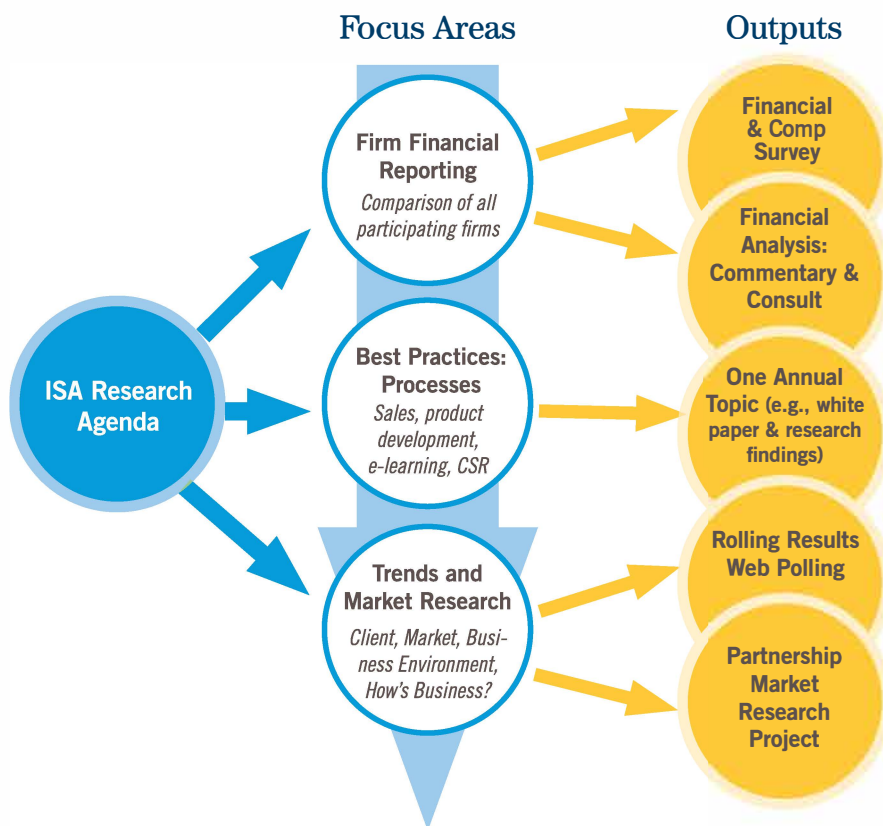 Focus Areas
Outputs
ISA Research
Agenda
Firm Financial
Reporting
Comparison of all
participating firms
Best Practices:
Processes
Sales, product
development,
e-learning, CSR
Trends and
Market Research
Client, Market, Busi-
ness Environment,
How's Business?
Financial
& Comp
Survey
Financial
Analysis:
Commentary &
Consult
One Annual
Topic (e.g., white
paper & research
findings)
Rolling Results
Web Polling
Partnership
Market
Research
Project